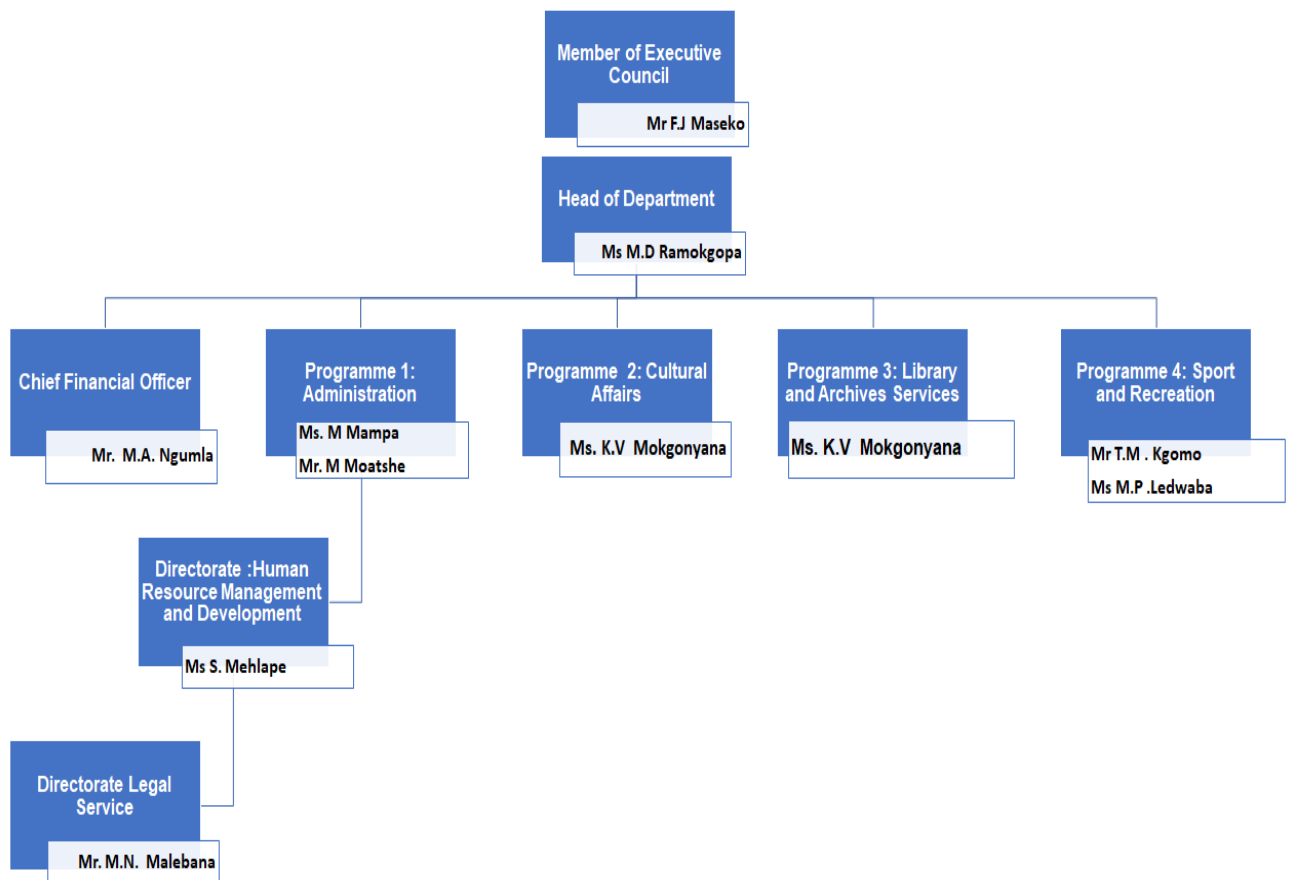 Member of Executive
Council
Mr F.J Maseko
Head of Department
Ms M.D Ramokgopa
Chief Financial Officer
Mr. M.A. Ngumla
Programme 1:
Administration
Ms. M Mampa
Mr. M Moatshe
Programme 2: Cultural
Affairs
Ms. K.V Mokgonyana
Programme 3: Library
and Archives Services
Ms. K.V Mokgonyana
Programme 4: Sport
and Recreation
Mr T.M . Kgomo
Ms M.P .Ledwaba
Directorate :Human
Resource Management
and Development
Ms S. Mehlape
Directorate Legal
Service
Mr. M.N. Malebana